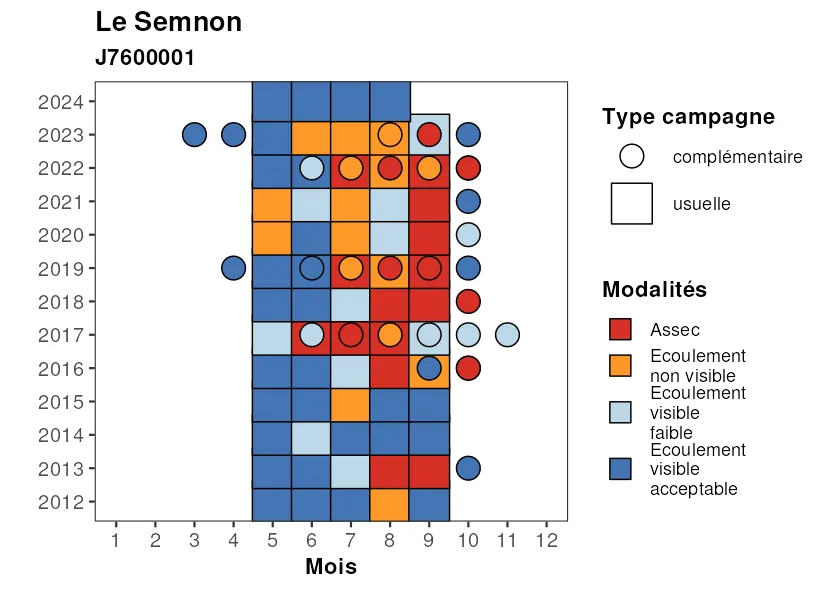 Le Semnon
J7600001
2024
2023
2022
2021
2020
2019
2018
2017
2016
2015
2014
2013
2012
1 2 3 4 5 6 7 8 9 10 11 12
Mois
Type campagne
complémentaire
usuelle
Modalités
Assec
Ecoulement
non visible
Ecoulement
visible
faible
Ecoulement
visible
acceptable